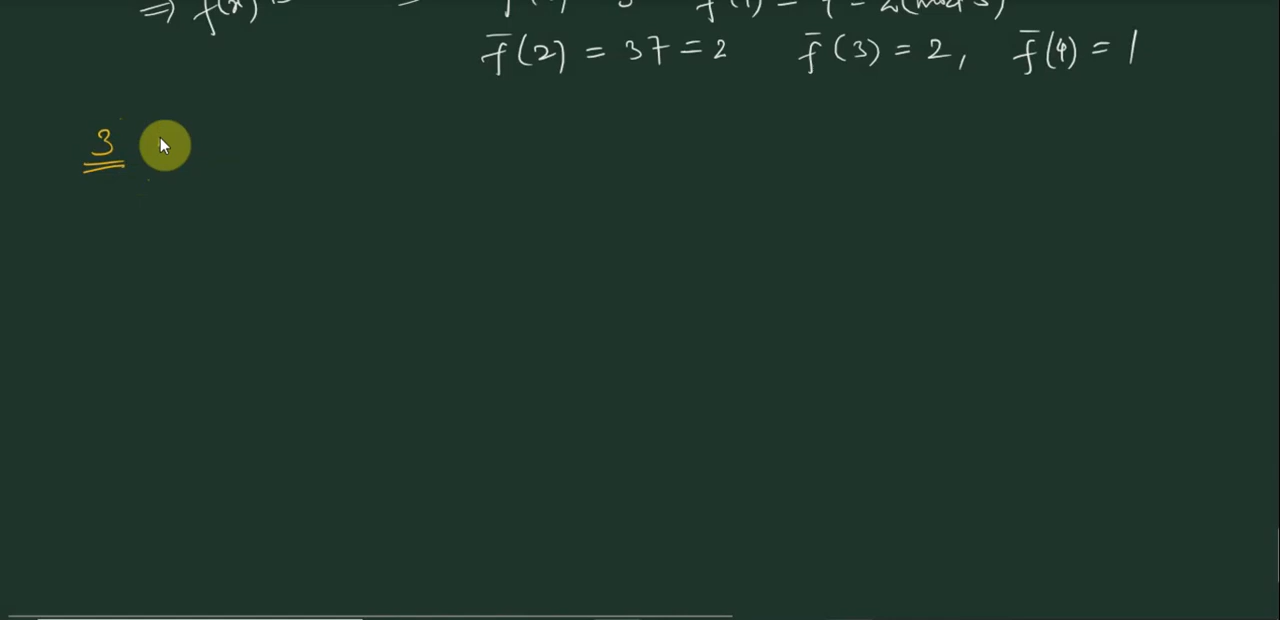 ⇒ f(x)
f̄(2) = 37 = 2 f̄(3) = 2, f̄(4) = 1
3